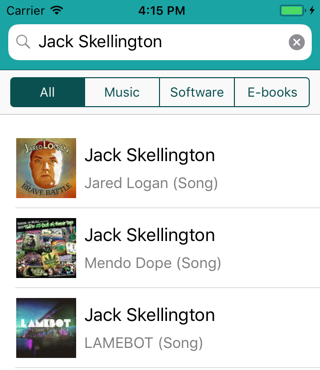 Carrier 4:15 PM
Jack Skellington
All Music Software E-books
Jack Skellington
Jared Logan (Song)
JARED LOGAN
BRAVE BATTLE
Jack Skellington
Mendo Dope (Song)
Jack Skellington
LAMEBOT (Song)
LAMEBOT